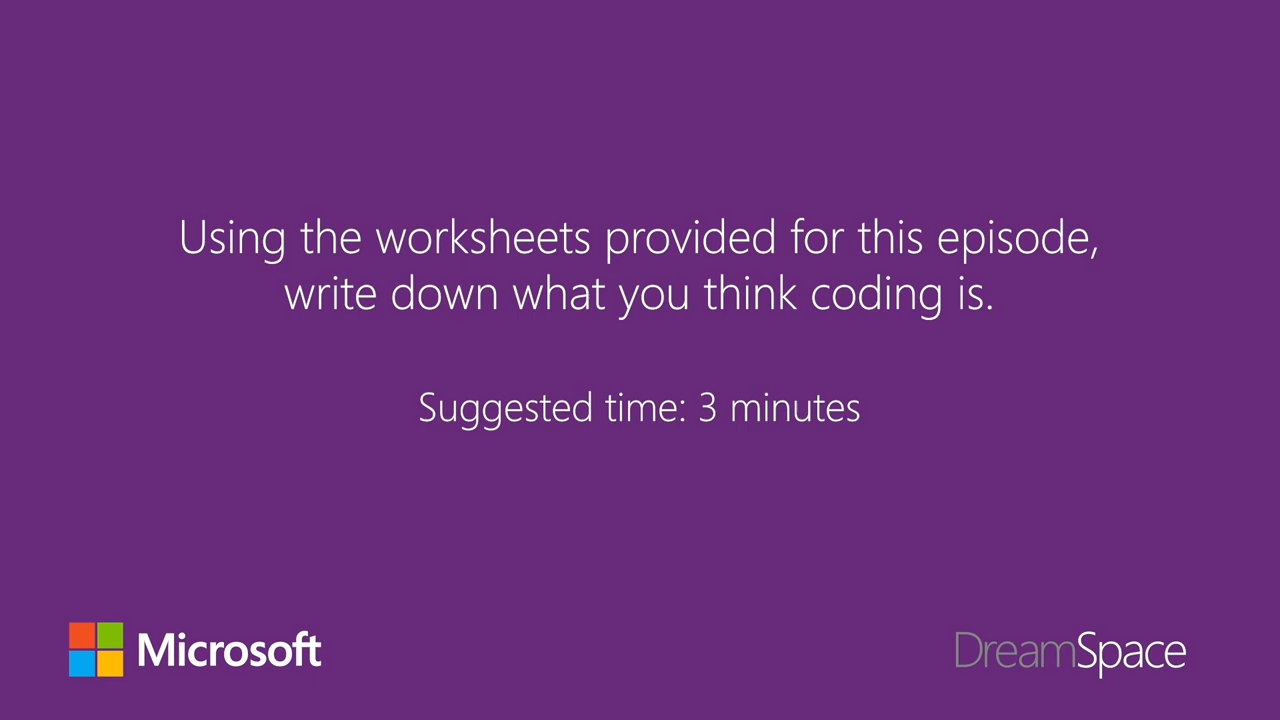 Using the worksheets provided for this episode,
write down what you think coding is.
Suggested time: 3 minutes
Microsoft
DreamSpace